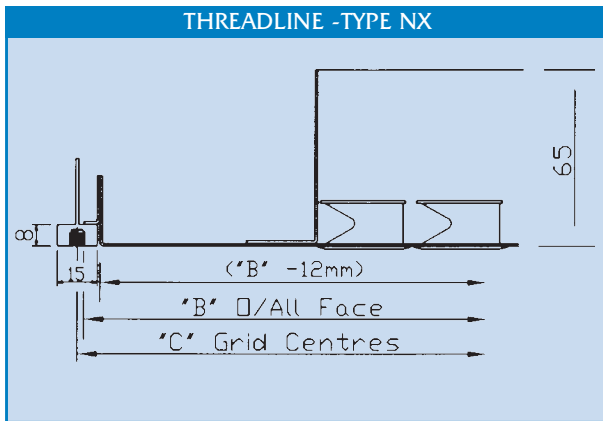 THREADLINE -TYPE NX
65
8
15
("B" -12mm)
"B" O/All Face
"C" Grid Centres